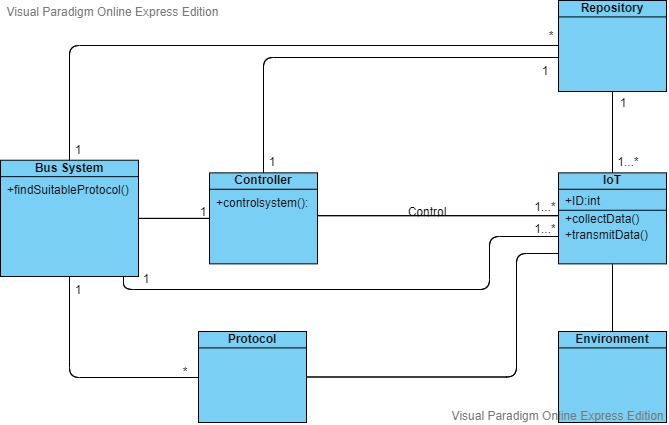 Visual Paradigm Online Express Edition
Repository
*
1
1
1
1
1...*
Bus System
+findSuitableProtocol()
Controller
+controlsystem():
IoT
+ID:int
+collectData()
+transmitData()
1
Control
1...*
1...*
1
1
*
Protocol
Environment
Visual Paradigm Online Express Edition